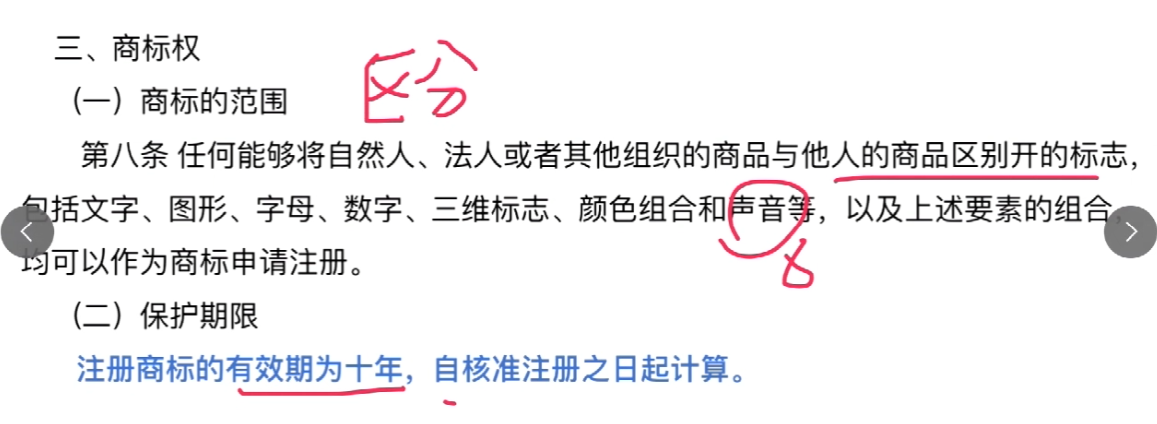 三、商标权
区分
（一）商标的范围
第八条 任何能够将自然人、法人或者其他组织的商品与他人的商品区别开的标志，
包括文字、图形、字母、数字、三维标志、颜色组合和声音等，以及上述要素的组合，
均可以作为商标申请注册。
（二）保护期限
注册商标的有效期为十年，自核准注册之日起计算。